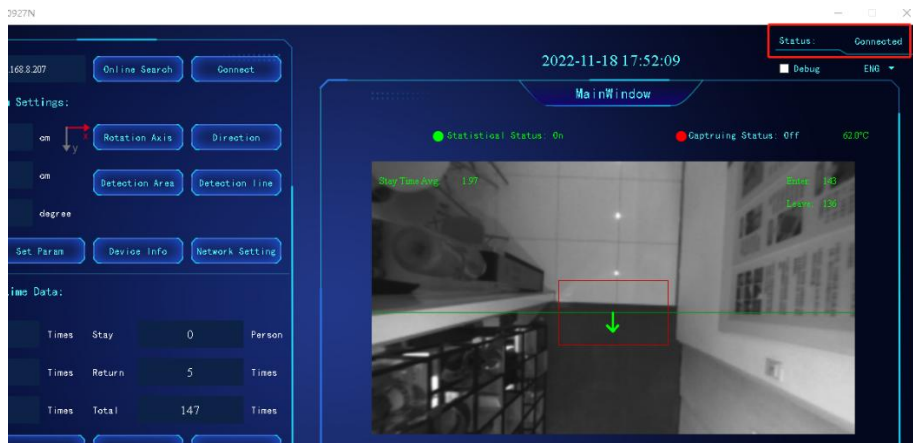 0927N
Status: Connected
2022-11-18 17:52:09
Debug ENG
.168.8.207 Online Search Connect
MainWindow
Settings:
Statistical Status: On Captruing Status: Off 62.0°C
cm x y Rotation Axis Direction
Stay Time Avg: 1.97 Enter: 143
cm Detection Area Detection line
Leave: 136
degree
Set Param Device Info Network Setting
ime Data:
Times Stay 0 Person
Times Return 5 Times
Times Total 147 Times